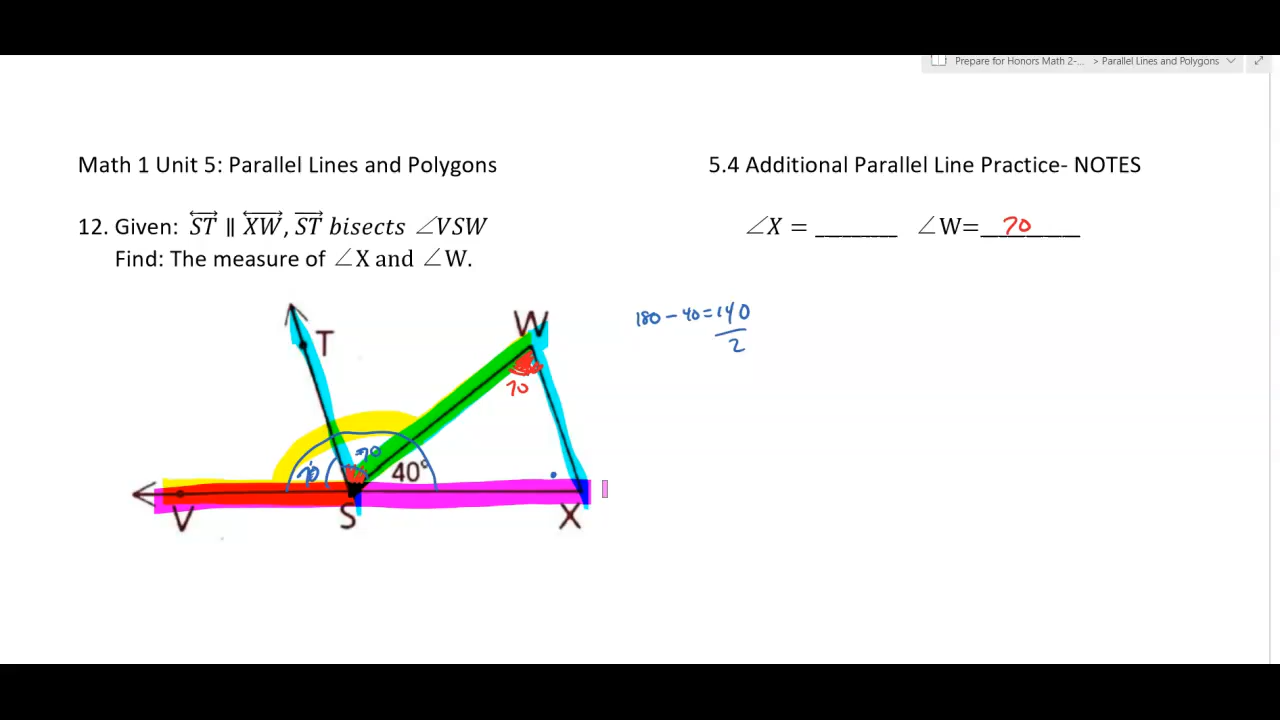 Prepare for Honors Math 2-... > Parallel Lines and Polygons
Math 1 Unit 5: Parallel Lines and Polygons
5.4 Additional Parallel Line Practice- NOTES
12. Given: ST ∥ XW, ST bisects ∠VSW
∠X = ________ ∠W=__70______
Find: The measure of ∠X and ∠W.
180 - 40 = 140
2
W
T
70
70
70
40°
V
S
X